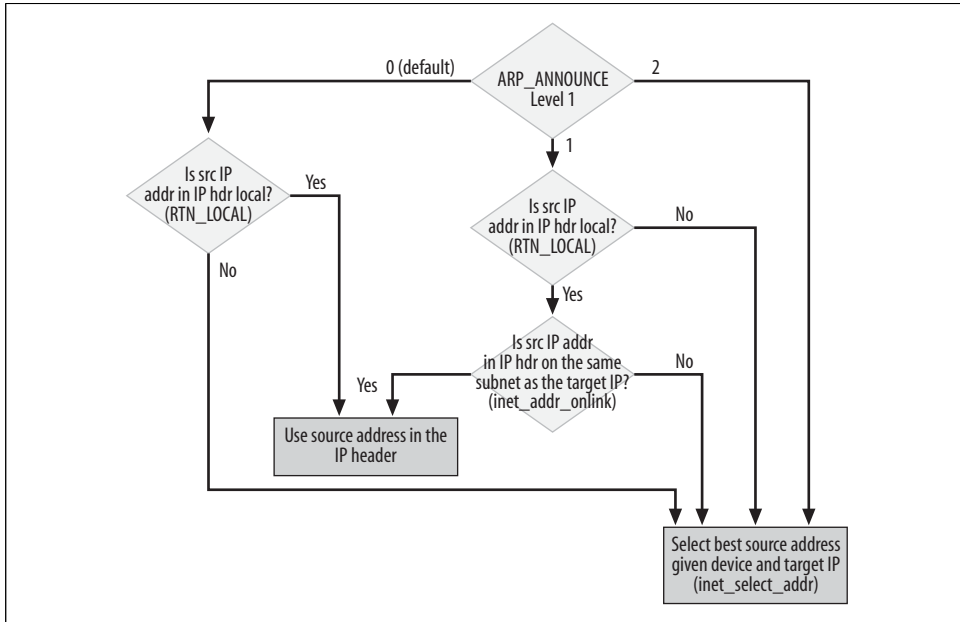 0 (default)
ARP_ANNOUNCE
Level 1
2
1
Is src IP
addr in IP hdr local?
(RTN_LOCAL)
Yes
No
Is src IP
addr in IP hdr local?
(RTN_LOCAL)
No
Yes
Is src IP addr
in IP hdr on the same
subnet as the target IP?
(inet_addr_onlink)
No
Yes
Use source address in the
IP header
Select best source address
given device and target IP
(inet_select_addr)